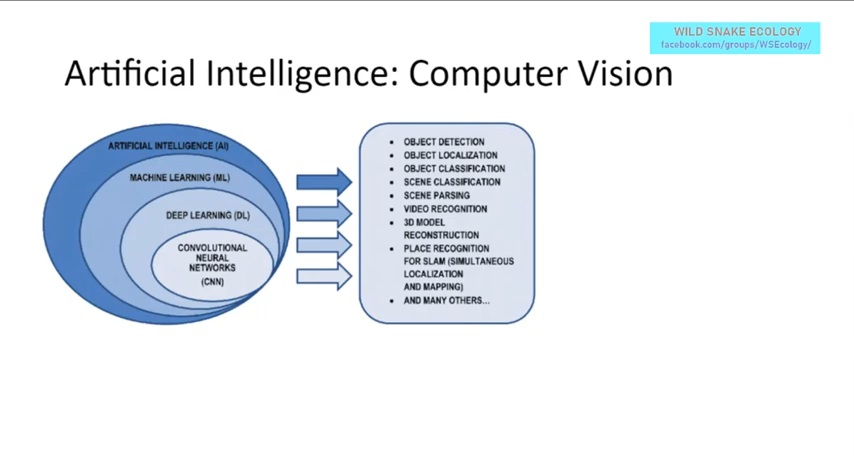 WILD SNAKE ECOLOGY
facebook.com/groups/WSEcology/
Artificial Intelligence: Computer Vision
ARTIFICIAL INTELLIGENCE (AI)
MACHINE LEARNING (ML)
DEEP LEARNING (DL)
CONVOLUTIONAL
NEURAL
NETWORKS
(CNN)
• OBJECT DETECTION
• OBJECT LOCALIZATION
• OBJECT CLASSIFICATION
• SCENE CLASSIFICATION
• SCENE PARSING
• VIDEO RECOGNITION
• 3D MODEL
RECONSTRUCTION
• PLACE RECOGNITION
FOR SLAM (SIMULTANEOUS
LOCALIZATION
AND MAPPING)
• AND MANY OTHERS...